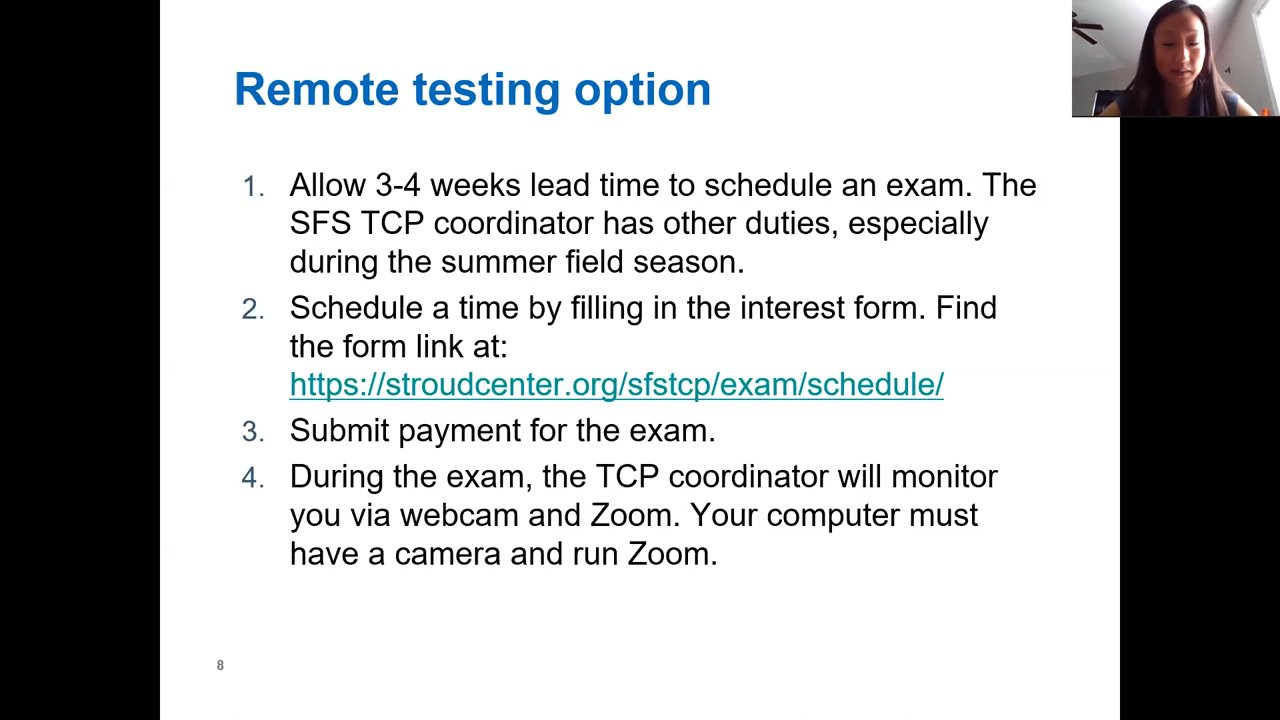 Remote testing option
1. Allow 3-4 weeks lead time to schedule an exam. The
SFS TCP coordinator has other duties, especially
during the summer field season.
2. Schedule a time by filling in the interest form. Find
the form link at:
https://stroudcenter.org/sfstcp/exam/schedule/
3. Submit payment for the exam.
4. During the exam, the TCP coordinator will monitor
you via webcam and Zoom. Your computer must
have a camera and run Zoom.
8